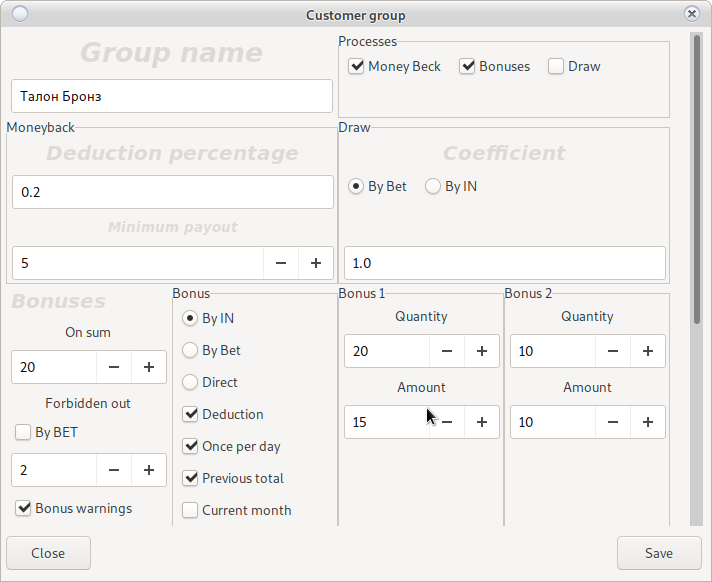 Customer group
Group name
Талон Бронз
Processes
Money Beck
Bonuses
Draw
Moneyback
Deduction percentage
0.2
Minimum payout
5
Draw
Coefficient
By Bet
By IN
1.0
Bonuses
On sum
20
Forbidden out
By BET
2
Bonus warnings
Bonus
By IN
By Bet
Direct
Deduction
Once per day
Previous total
Current month
Bonus 1
Quantity
20
Amount
15
Bonus 2
Quantity
10
Amount
10
Close
Save